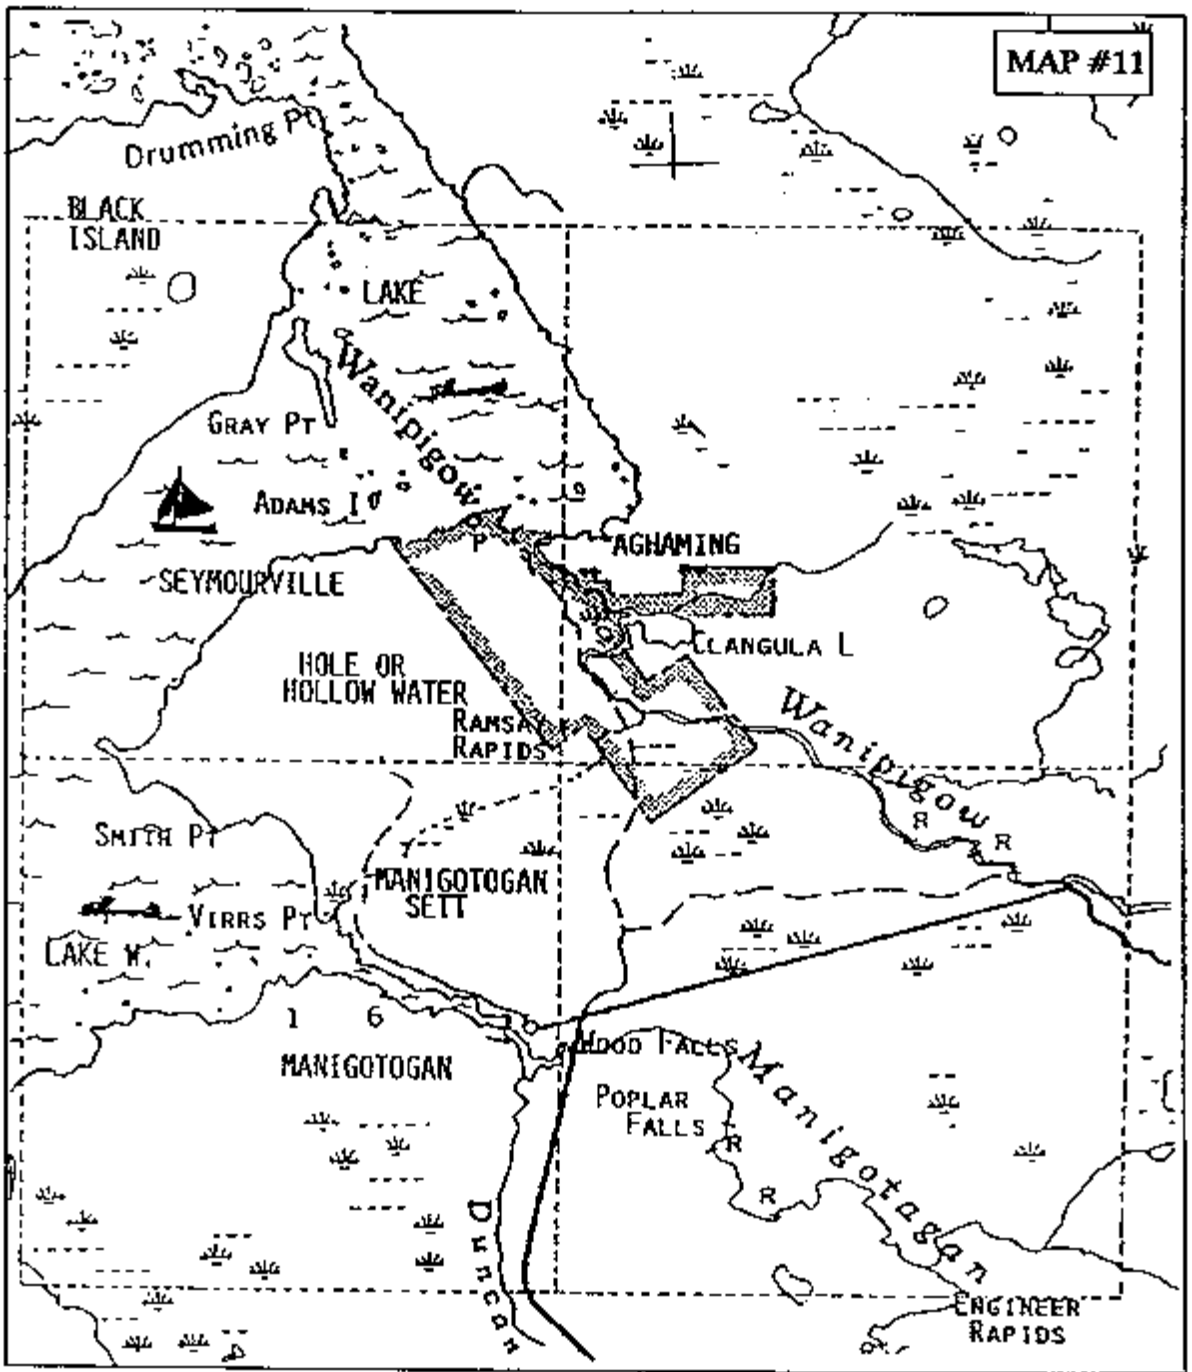 MAP #11
Drumming Pt
BLACK
ISLAND
LAKE
Wanipigow
GRAY PT
ADAMS I
P
AGHAMING
SEYMOURVILLE
CLANGULA L
HOLE OR
HOLLOW WATER
RAMSAY
RAPIDS
Wanipigow
R
R
SMITH PT
MANIGOTOGAN
SETT
VIRRS PT
LAKE W.
1 6
MANIGOTOGAN
WOOD FALLS
POPLAR
FALLS
R
R
Manigotagan
Duncan
ENGINEER
RAPIDS